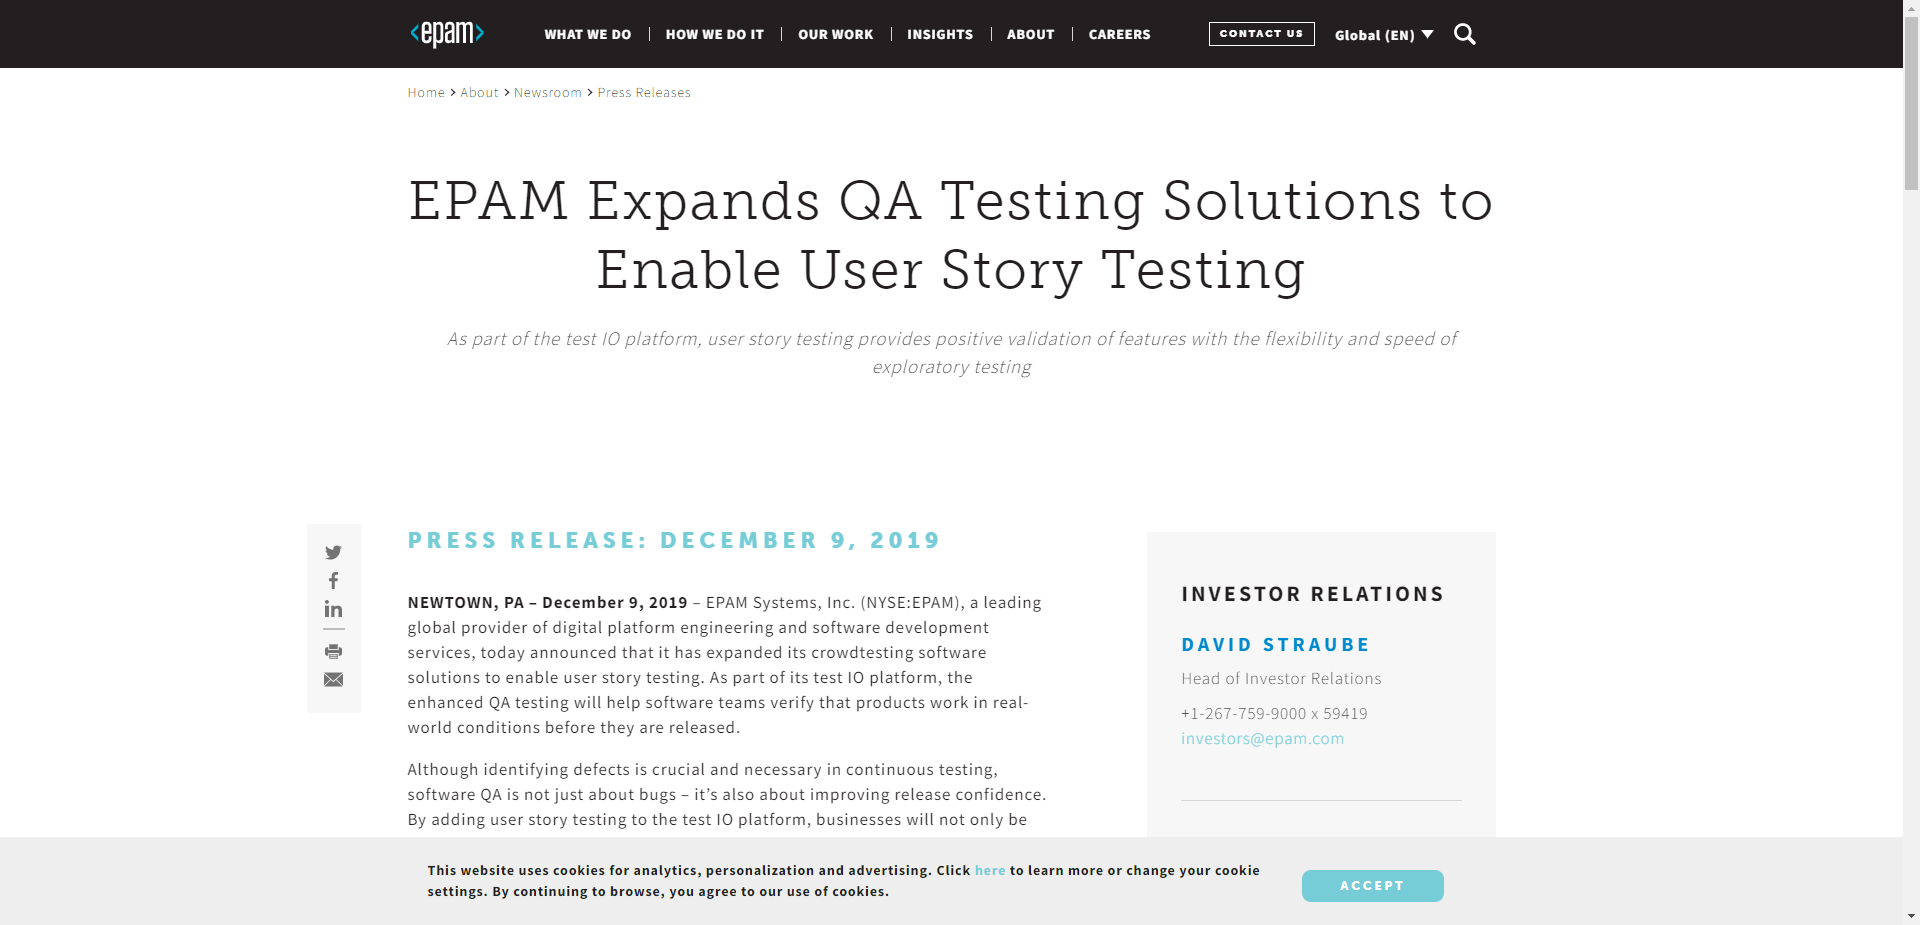 <epam>
WHAT WE DO | HOW WE DO IT | OUR WORK | INSIGHTS | ABOUT | CAREERS
CONTACT US
Global (EN)
Home > About > Newsroom > Press Releases
EPAM Expands QA Testing Solutions to
Enable User Story Testing
As part of the test IO platform, user story testing provides positive validation of features with the flexibility and speed of
exploratory testing
PRESS RELEASE: DECEMBER 9, 2019
NEWTOWN, PA – December 9, 2019 – EPAM Systems, Inc. (NYSE:EPAM), a leading
global provider of digital platform engineering and software development
services, today announced that it has expanded its crowdtesting software
solutions to enable user story testing. As part of its test IO platform, the
enhanced QA testing will help software teams verify that products work in real-
world conditions before they are released.
Although identifying defects is crucial and necessary in continuous testing,
software QA is not just about bugs – it’s also about improving release confidence.
By adding user story testing to the test IO platform, businesses will not only be
INVESTOR RELATIONS
DAVID STRAUBE
Head of Investor Relations
+1-267-759-9000 x 59419
investors@epam.com
This website uses cookies for analytics, personalization and advertising. Click here to learn more or change your cookie
settings. By continuing to browse, you agree to our use of cookies.
ACCEPT